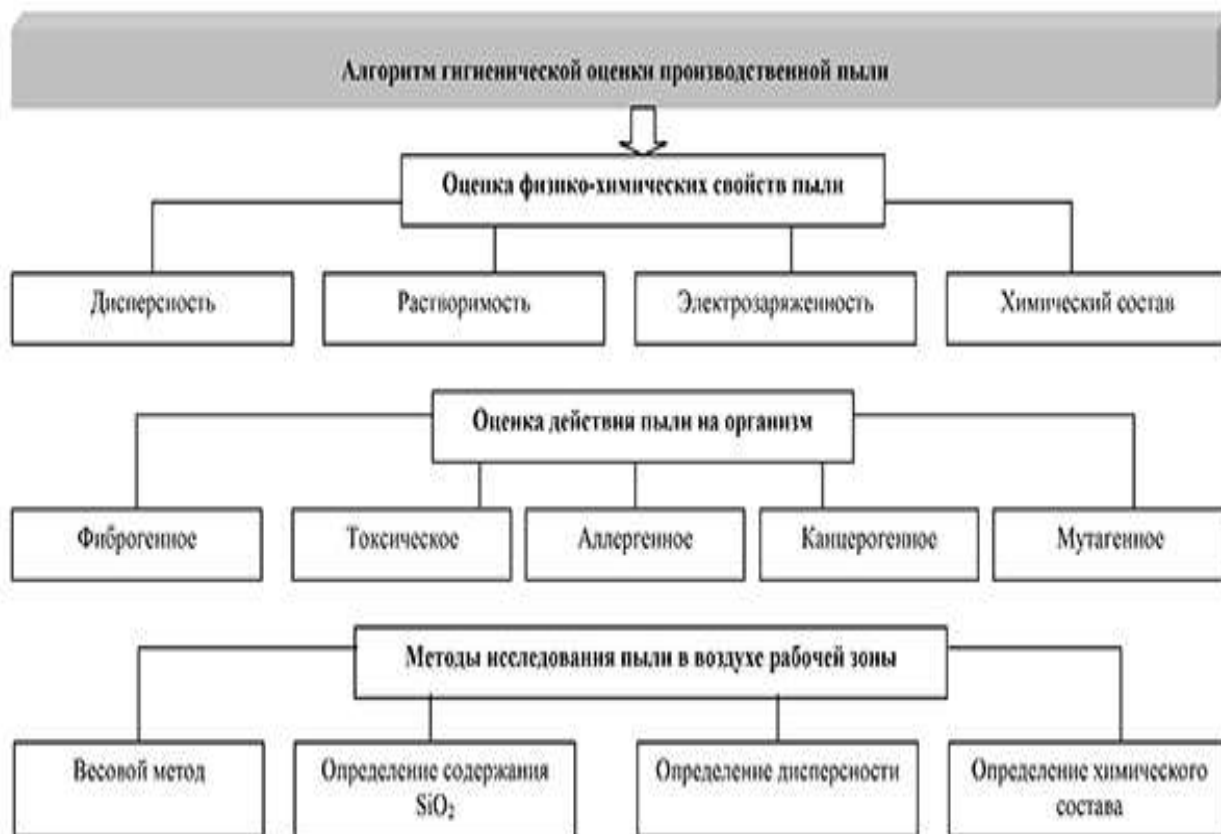 Алгоритм гигиенической оценки производственной пыли
Оценка физико-химических свойств пыли
Дисперсность
Растворимость
Электрозаряженность
Химический состав
Оценка действия пыли на организм
Фиброгенное
Токсическое
Аллергенное
Канцерогенное
Мутагенное
Методы исследования пыли в воздухе рабочей зоны
Весовой метод
Определение содержания
SiO₂
Определение дисперсности
Определение химического
состава